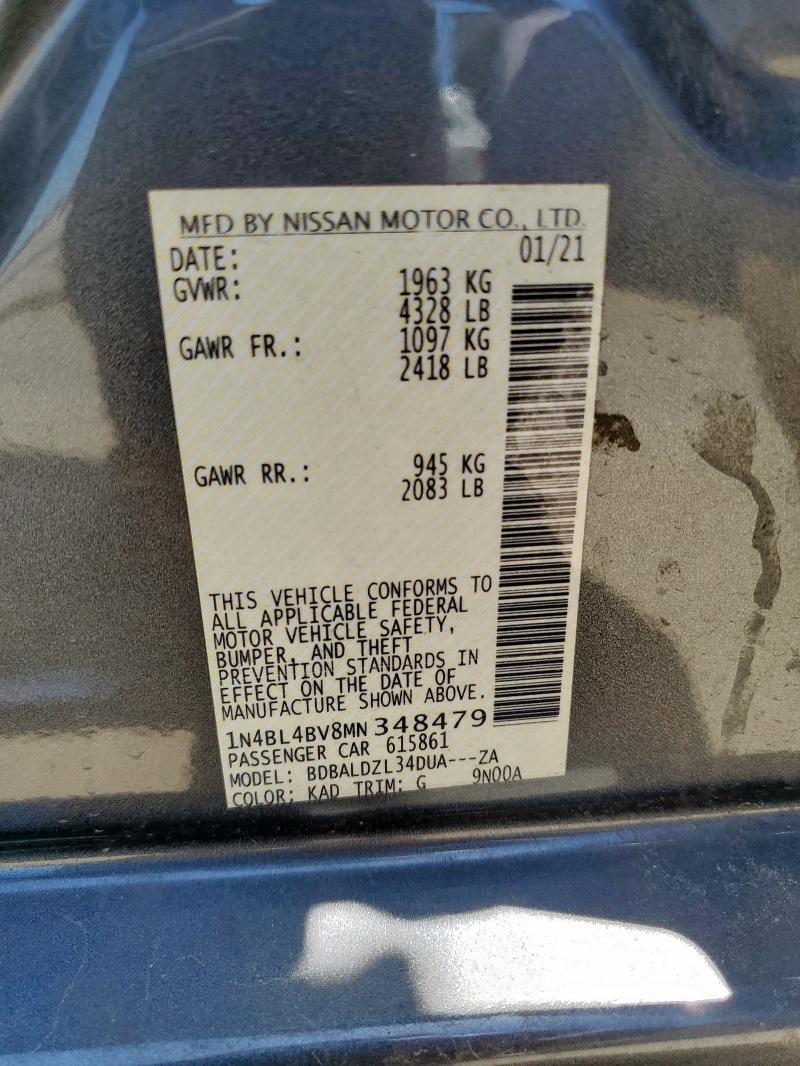 MFD BY NISSAN MOTOR CO., LTD.
DATE: 01/21
GVWR: 1963 KG
4328 LB
GAWR FR.: 1097 KG
2418 LB
GAWR RR.: 945 KG
2083 LB
THIS VEHICLE CONFORMS TO
ALL APPLICABLE FEDERAL
MOTOR VEHICLE SAFETY,
BUMPER, AND THEFT
PREVENTION STANDARDS IN
EFFECT ON THE DATE OF
MANUFACTURE SHOWN ABOVE.
1N4BL4BV8MN348479
PASSENGER CAR 615861
MODEL: BDBALDZL34DUA---ZA
COLOR: KAD TRIM: G 9N00A